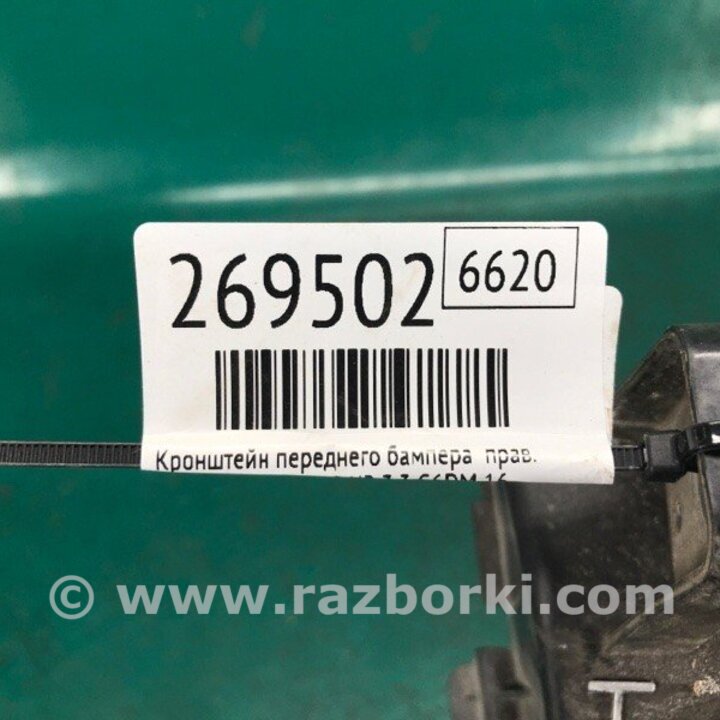 269502 6620
Кронштейн переднего бампера прав.
© www.razborki.com
T